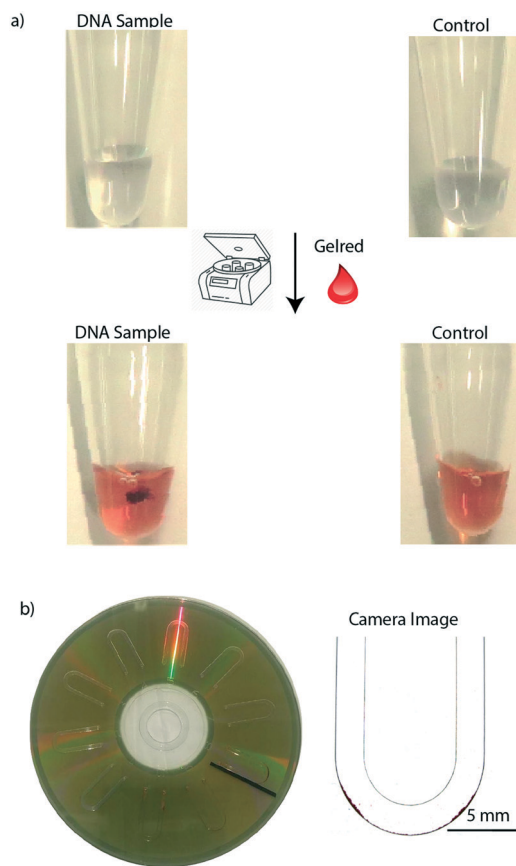 a)
DNA Sample
Control
Gelred
DNA Sample
Control
b)
Camera Image
5 mm